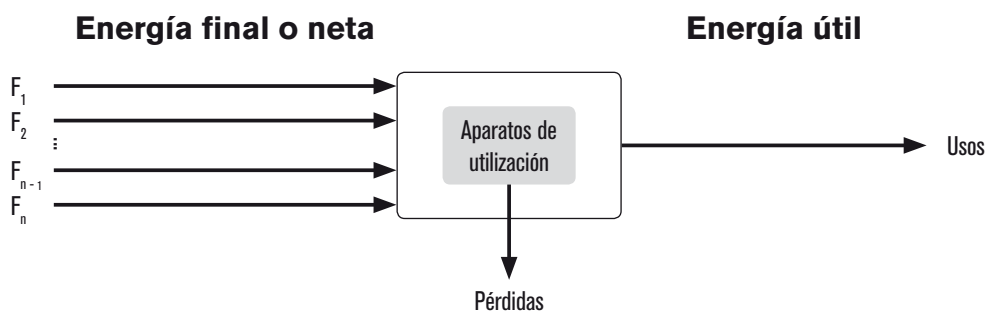 Energía final o neta
Energía útil
F1
F2
...
Fn - 1
Fn
Aparatos de
utilización
Usos
Pérdidas